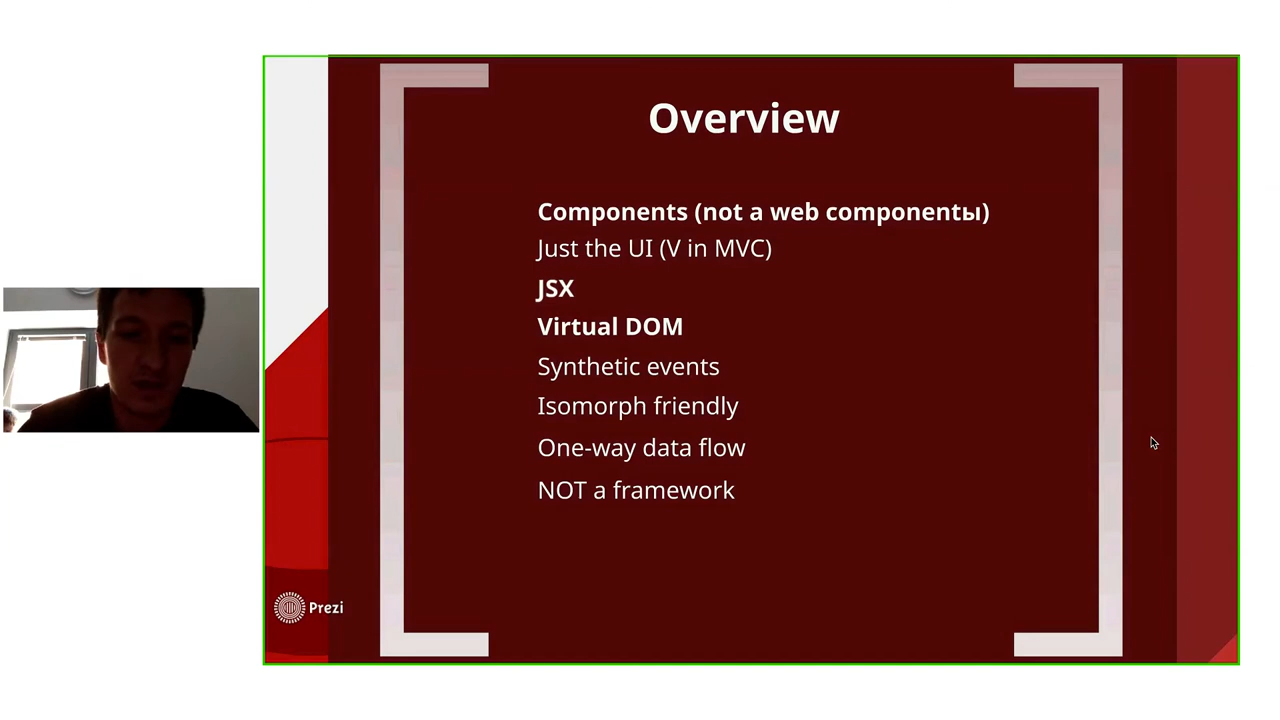 Overview
Components (not a web componentы)
Just the UI (V in MVC)
JSX
Virtual DOM
Synthetic events
Isomorph friendly
One-way data flow
NOT a framework
Prezi